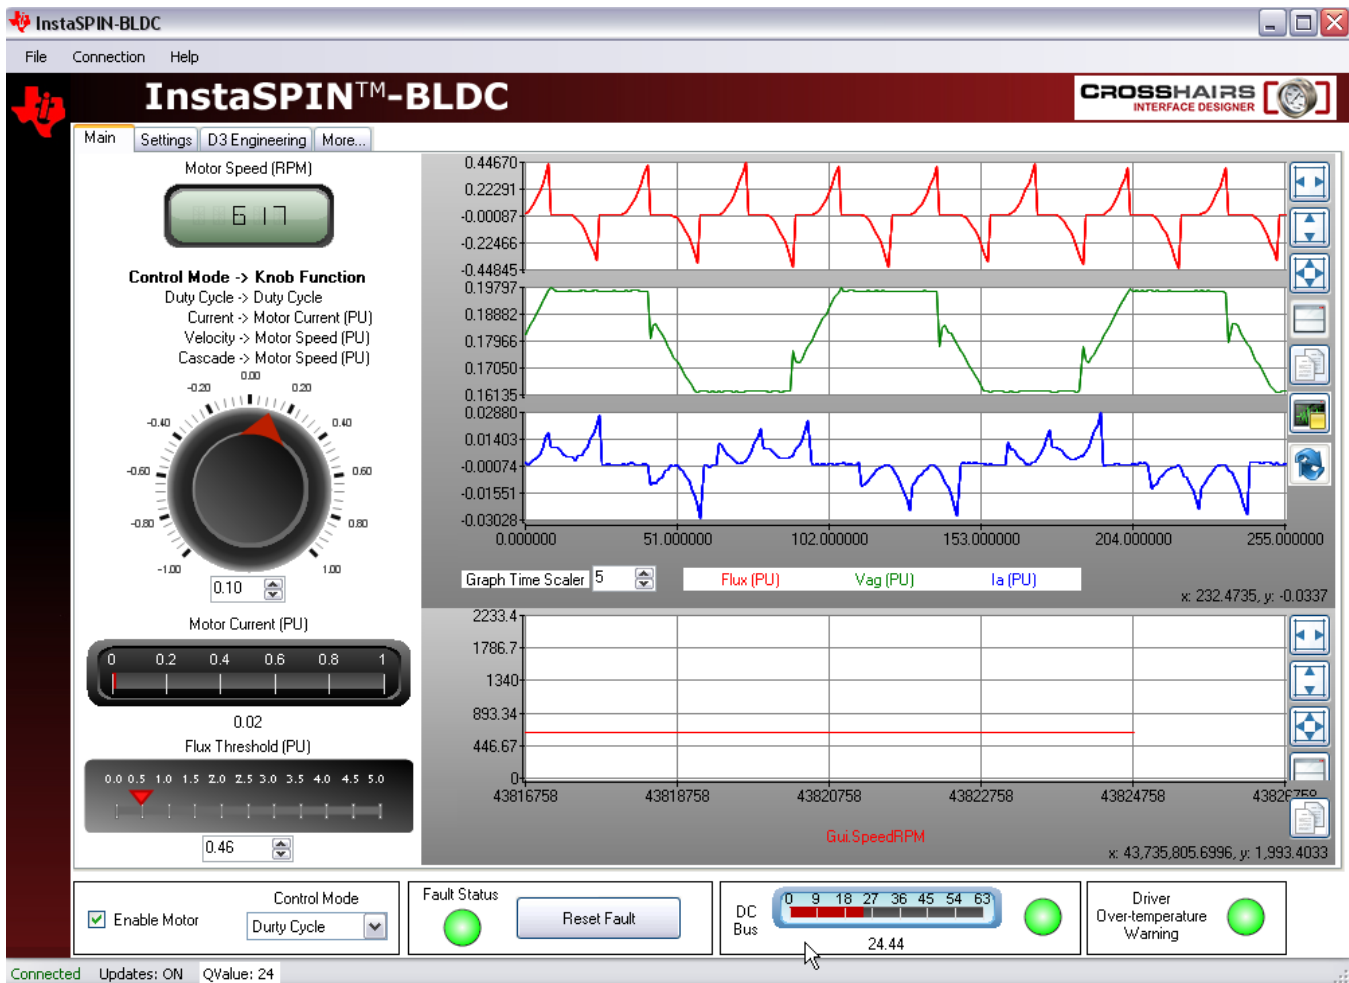 InstaSPIN-BLDC
File Connection Help
InstaSPIN™-BLDC
CROSSHAIRS
INTERFACE DESIGNER
Main Settings D3 Engineering More...
Motor Speed (RPM)
617
Control Mode -> Knob Function
Duty Cycle -> Duty Cycle
Current -> Motor Current (PU)
Velocity -> Motor Speed (PU)
Cascade -> Motor Speed (PU)
0.00
-0.20 0.20
-0.40 0.40
-0.60 0.60
-0.80 0.80
-1.00 1.00
0.10
Motor Current (PU)
0 0.2 0.4 0.6 0.8 1
0.02
Flux Threshold (PU)
0.0 0.5 1.0 1.5 2.0 2.5 3.0 3.5 4.0 4.5 5.0
0.46
0.44670
0.22291
-0.00087
-0.22466
-0.44845
0.19797
0.18882
0.17966
0.17050
0.16135
0.02880
0.01403
-0.00074
-0.01551
-0.03028
0.000000 51.000000 102.000000 153.000000 204.000000 255.000000
Graph Time Scaler 5 Flux (PU) Vag (PU) Ia (PU)
x: 232.4735, y: -0.0337
2233.4
1786.7
1340
893.34
446.67
0
43816758 43818758 43820758 43822758 43824758 43826758
Gui.SpeedRPM
x: 43,735,805.6996, y: 1,993.4033
Enable Motor
Control Mode
Durty Cycle
Fault Status
Reset Fault
DC
Bus
0 9 18 27 36 45 54 63
24.44
Driver
Over-temperature
Warning
Connected Updates: ON QValue: 24